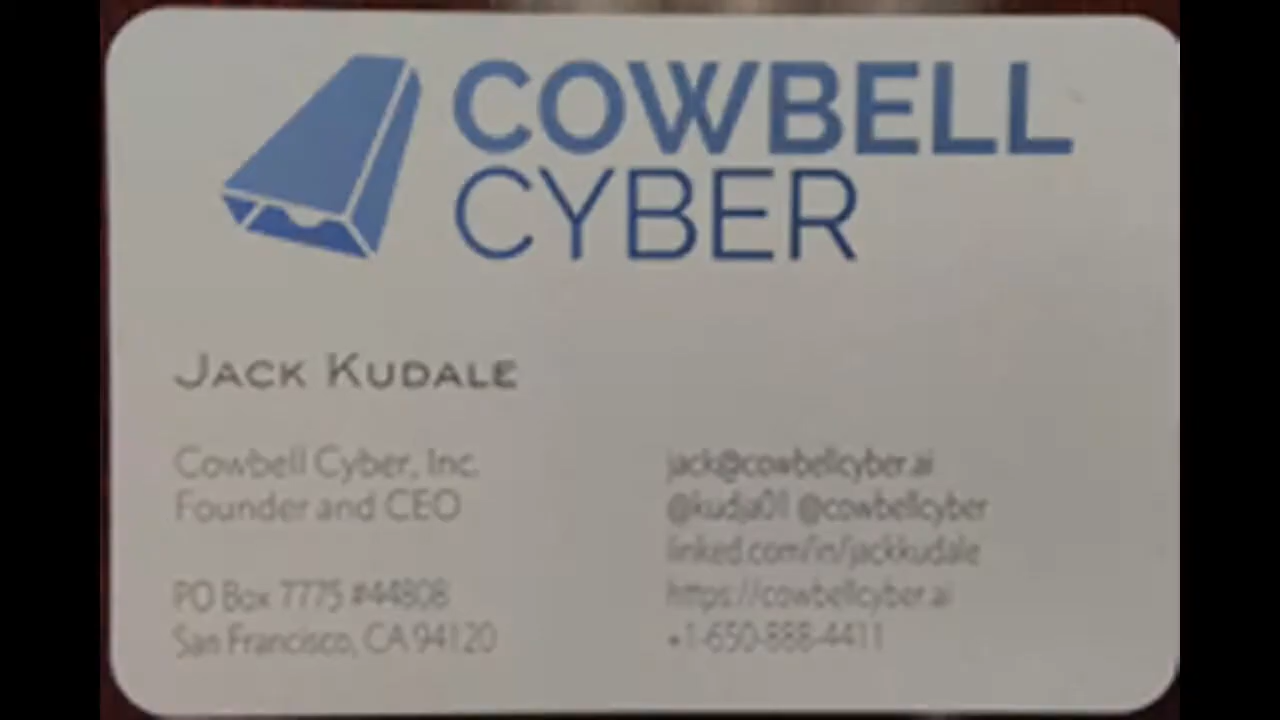 COWBELL
CYBER
JACK KUDALE
Cowbell Cyber, Inc.
Founder and CEO
PO Box 7775 #44808
San Francisco, CA 94120
jack@cowbellcyber.ai
@kudja01 @cowbellcyber
linked.com/in/jackkudale
https://cowbellcyber.ai
+1-650-888-4411